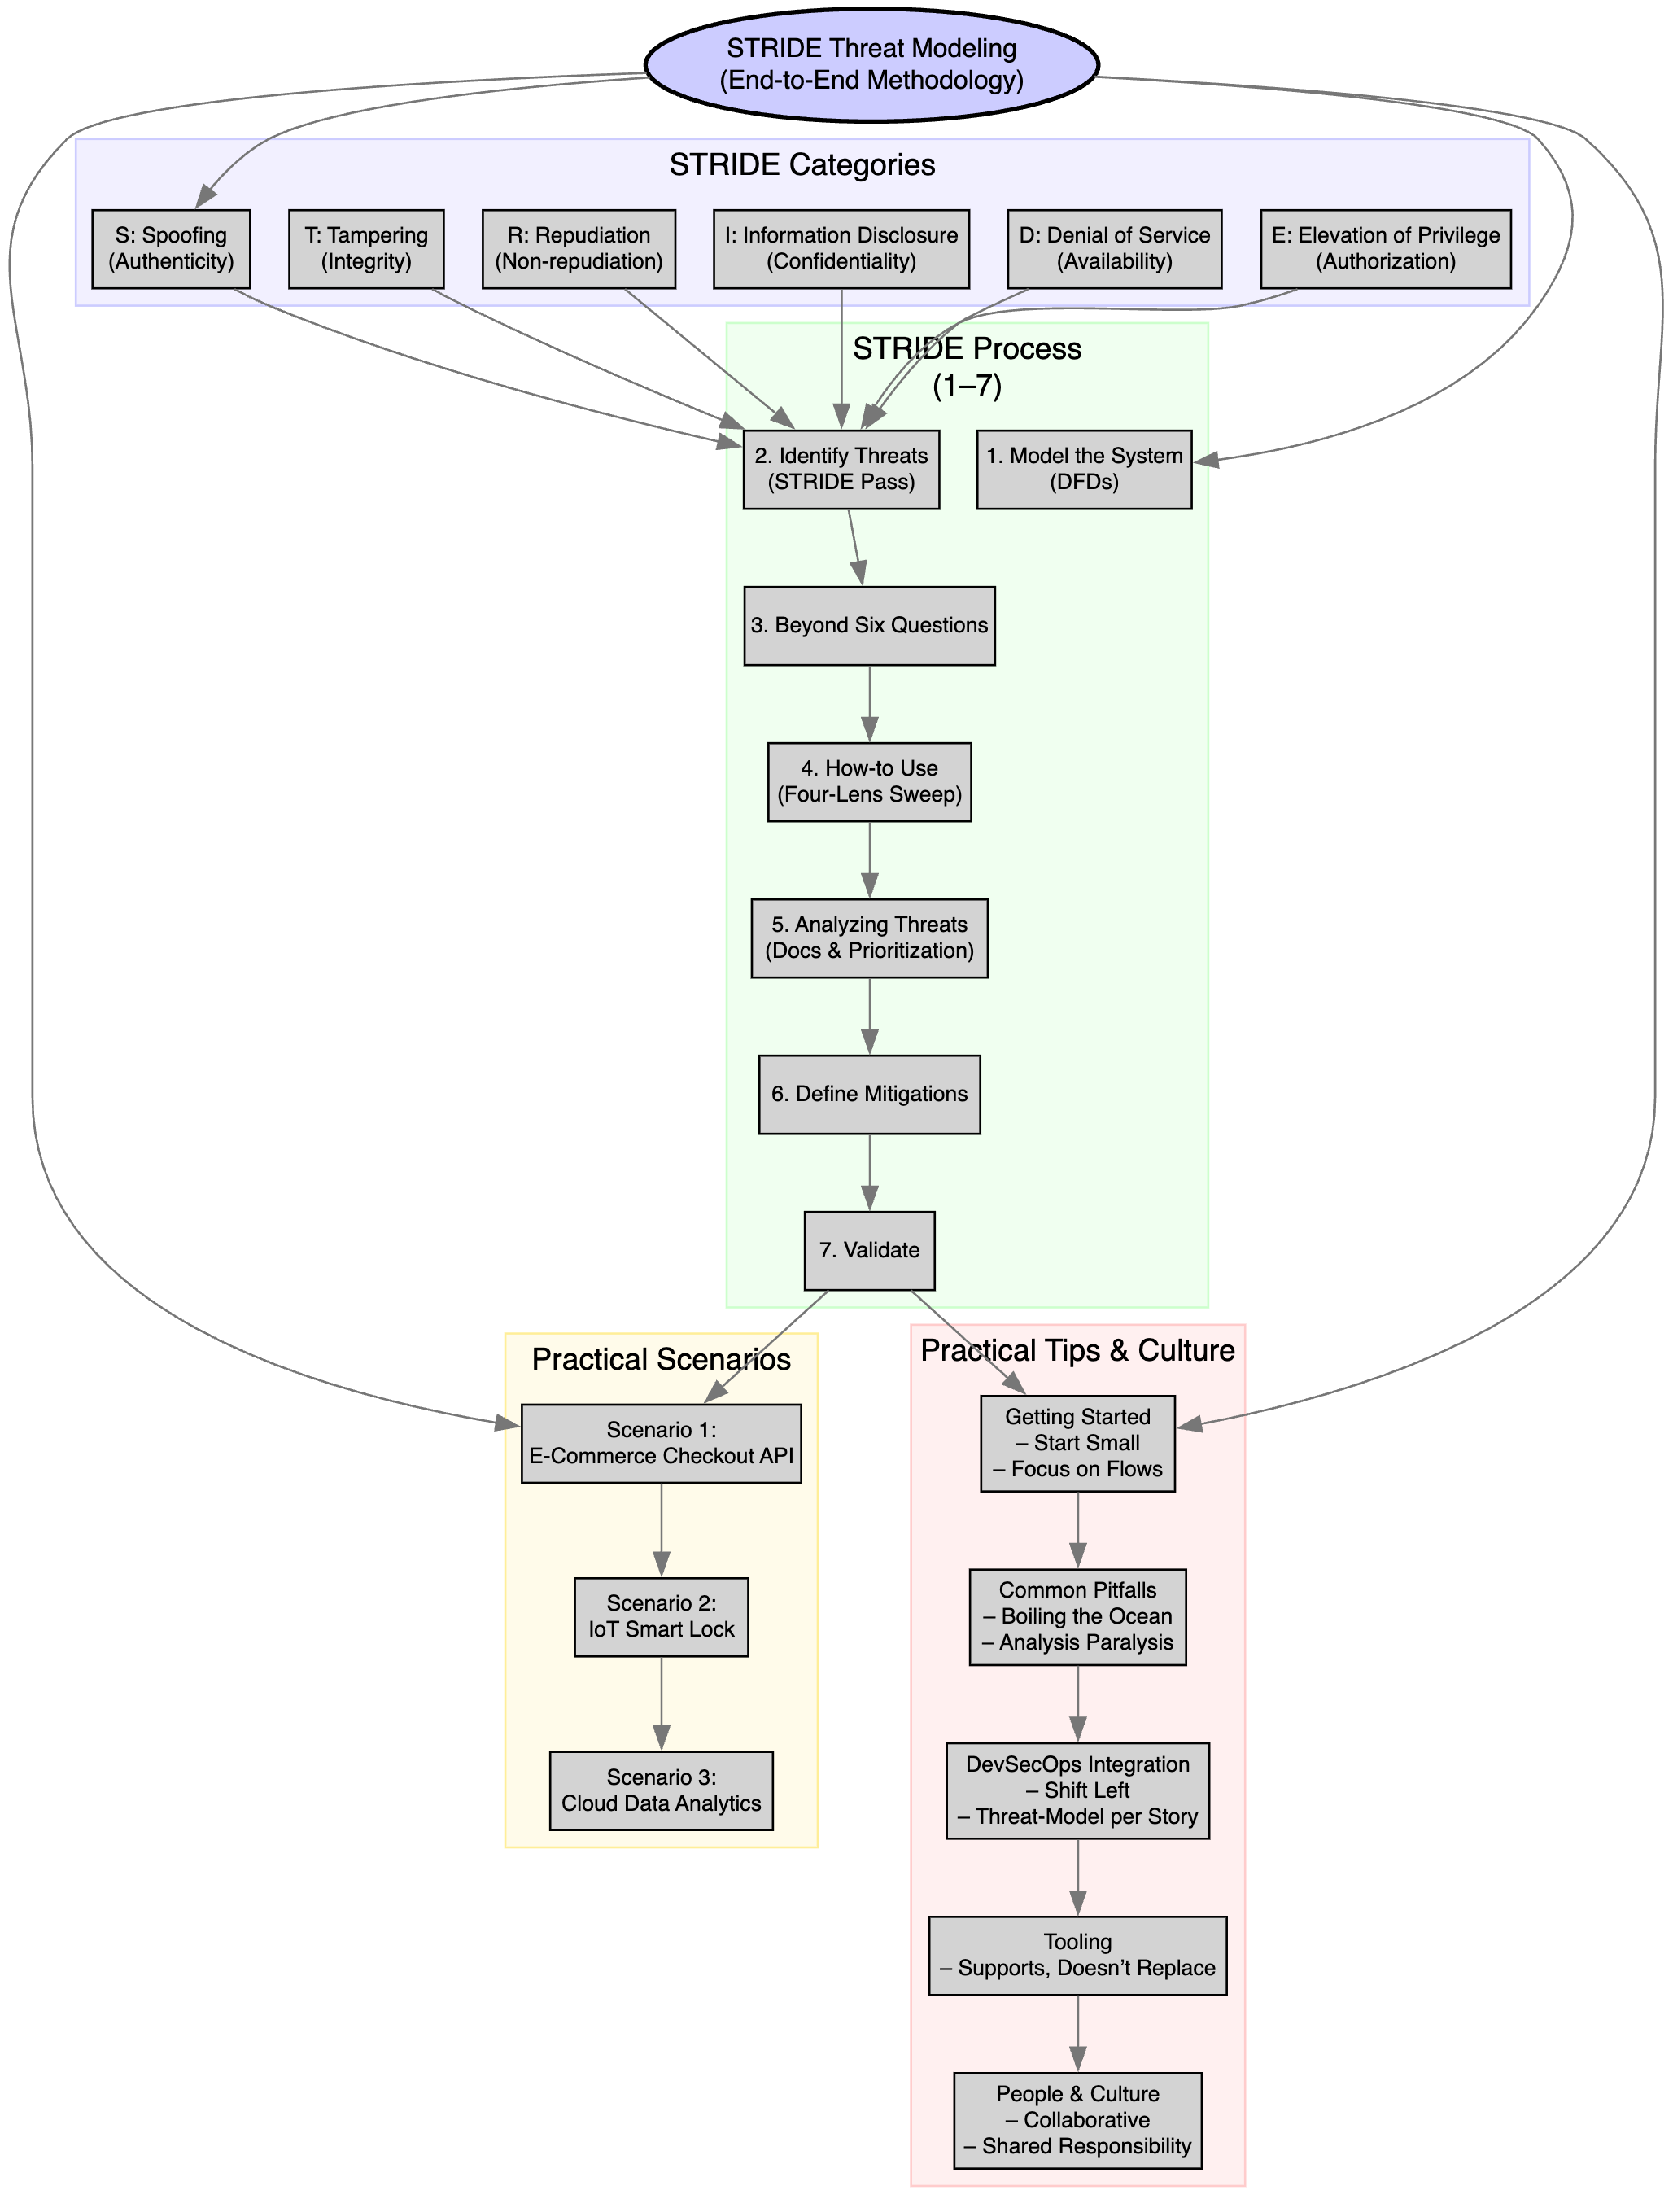 STRIDE Threat Modeling
(End-to-End Methodology)
STRIDE Categories
S: Spoofing
(Authenticity)
T: Tampering
(Integrity)
R: Repudiation
(Non-repudiation)
I: Information Disclosure
(Confidentiality)
D: Denial of Service
(Availability)
E: Elevation of Privilege
(Authorization)
STRIDE Process
(1–7)
2. Identify Threats
(STRIDE Pass)
1. Model the System
(DFDs)
3. Beyond Six Questions
4. How-to Use
(Four-Lens Sweep)
5. Analyzing Threats
(Docs & Prioritization)
6. Define Mitigations
7. Validate
Practical Scenarios
Scenario 1:
E-Commerce Checkout API
Scenario 2:
IoT Smart Lock
Scenario 3:
Cloud Data Analytics
Practical Tips & Culture
Getting Started
– Start Small
– Focus on Flows
Common Pitfalls
– Boiling the Ocean
– Analysis Paralysis
DevSecOps Integration
– Shift Left
– Threat-Model per Story
Tooling
– Supports, Doesn’t Replace
People & Culture
– Collaborative
– Shared Responsibility